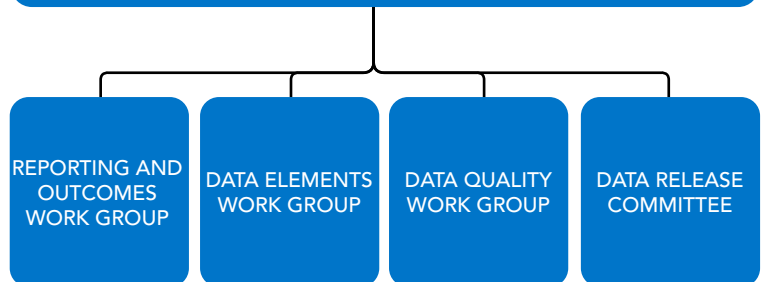 REPORTING AND
OUTCOMES
WORK GROUP
DATA ELEMENTS
WORK GROUP
DATA QUALITY
WORK GROUP
DATA RELEASE
COMMITTEE